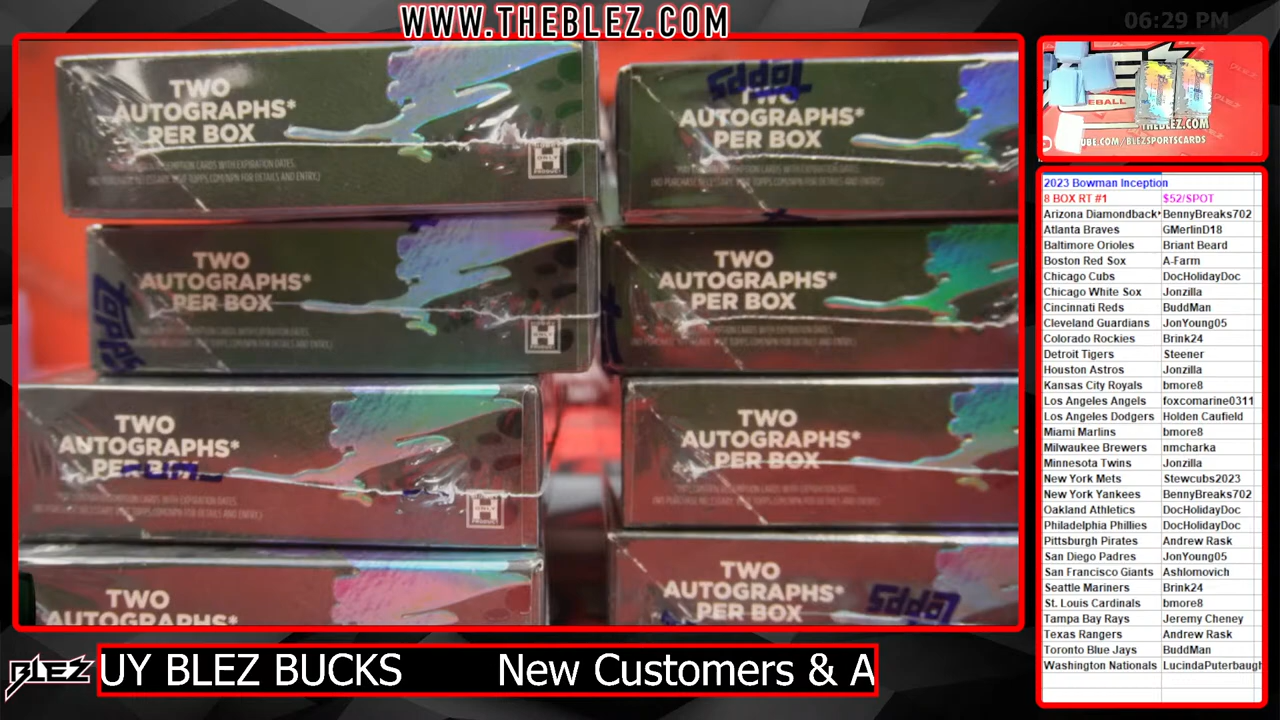 WWW.THEBLEZ.COM
06:29 PM
TWO
AUTOGRAPHS*
PER BOX
Topps
TWO
AUTOGRAPHS*
PER BOX
TWO
AUTOGRAPHS*
PER BOX
Topps
TWO
AUTOGRAPHS*
PER BOX
TWO
AUTOGRAPHS*
PER BOX
TWO
AUTOGRAPHS*
PER BOX
TWO
AUTOGRAPHS*
TWO
AUTOGRAPHS*
PER BOX
Topps
THEBLEZ.COM
2023 Bowman Inception
8 BOX RT #1 $52/SPOT
Arizona Diamondback BennyBreaks702
Atlanta Braves GMerlinD18
Baltimore Orioles Briant Beard
Boston Red Sox A-Farm
Chicago Cubs DocHolidayDoc
Chicago White Sox Jonzilla
Cincinnati Reds BuddMan
Cleveland Guardians JonYoung05
Colorado Rockies Brink24
Detroit Tigers Steener
Houston Astros Jonzilla
Kansas City Royals bmore8
Los Angeles Angels foxcomarine0311
Los Angeles Dodgers Holden Caufield
Miami Marlins bmore8
Milwaukee Brewers nmcharka
Minnesota Twins Jonzilla
New York Mets Stewcubs2023
New York Yankees BennyBreaks702
Oakland Athletics DocHolidayDoc
Philadelphia Phillies DocHolidayDoc
Pittsburgh Pirates Andrew Rask
San Diego Padres JonYoung05
San Francisco Giants Ashlomovich
Seattle Mariners Brink24
St. Louis Cardinals bmore8
Tampa Bay Rays Jeremy Cheney
Texas Rangers Andrew Rask
Toronto Blue Jays BuddMan
Washington Nationals LucindaPuterbaugh
BLEZ
UY BLEZ BUCKS New Customers & A